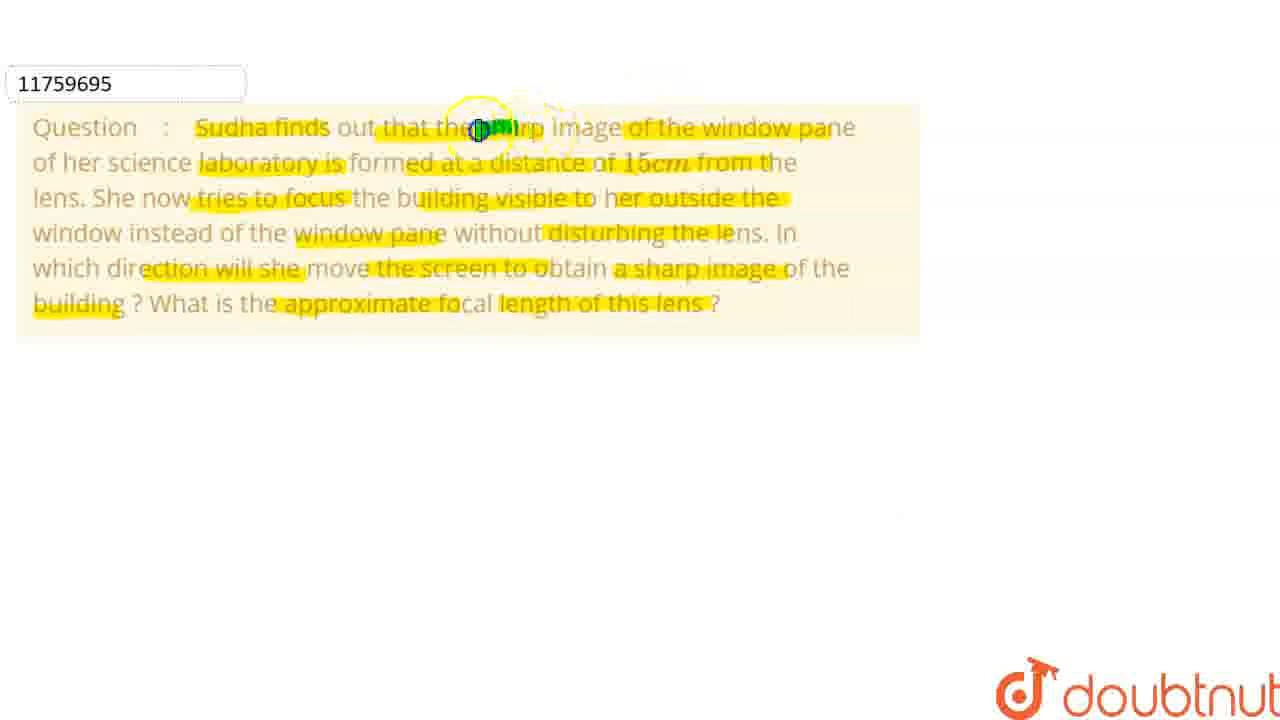 11759695
Question : Sudha finds out that the sharp image of the window pane
of her science laboratory is formed at a distance of 15cm from the
lens. She now tries to focus the building visible to her outside the
window instead of the window pane without disturbing the lens. In
which direction will she move the screen to obtain a sharp image of the
building ? What is the approximate focal length of this lens ?
doubtnut